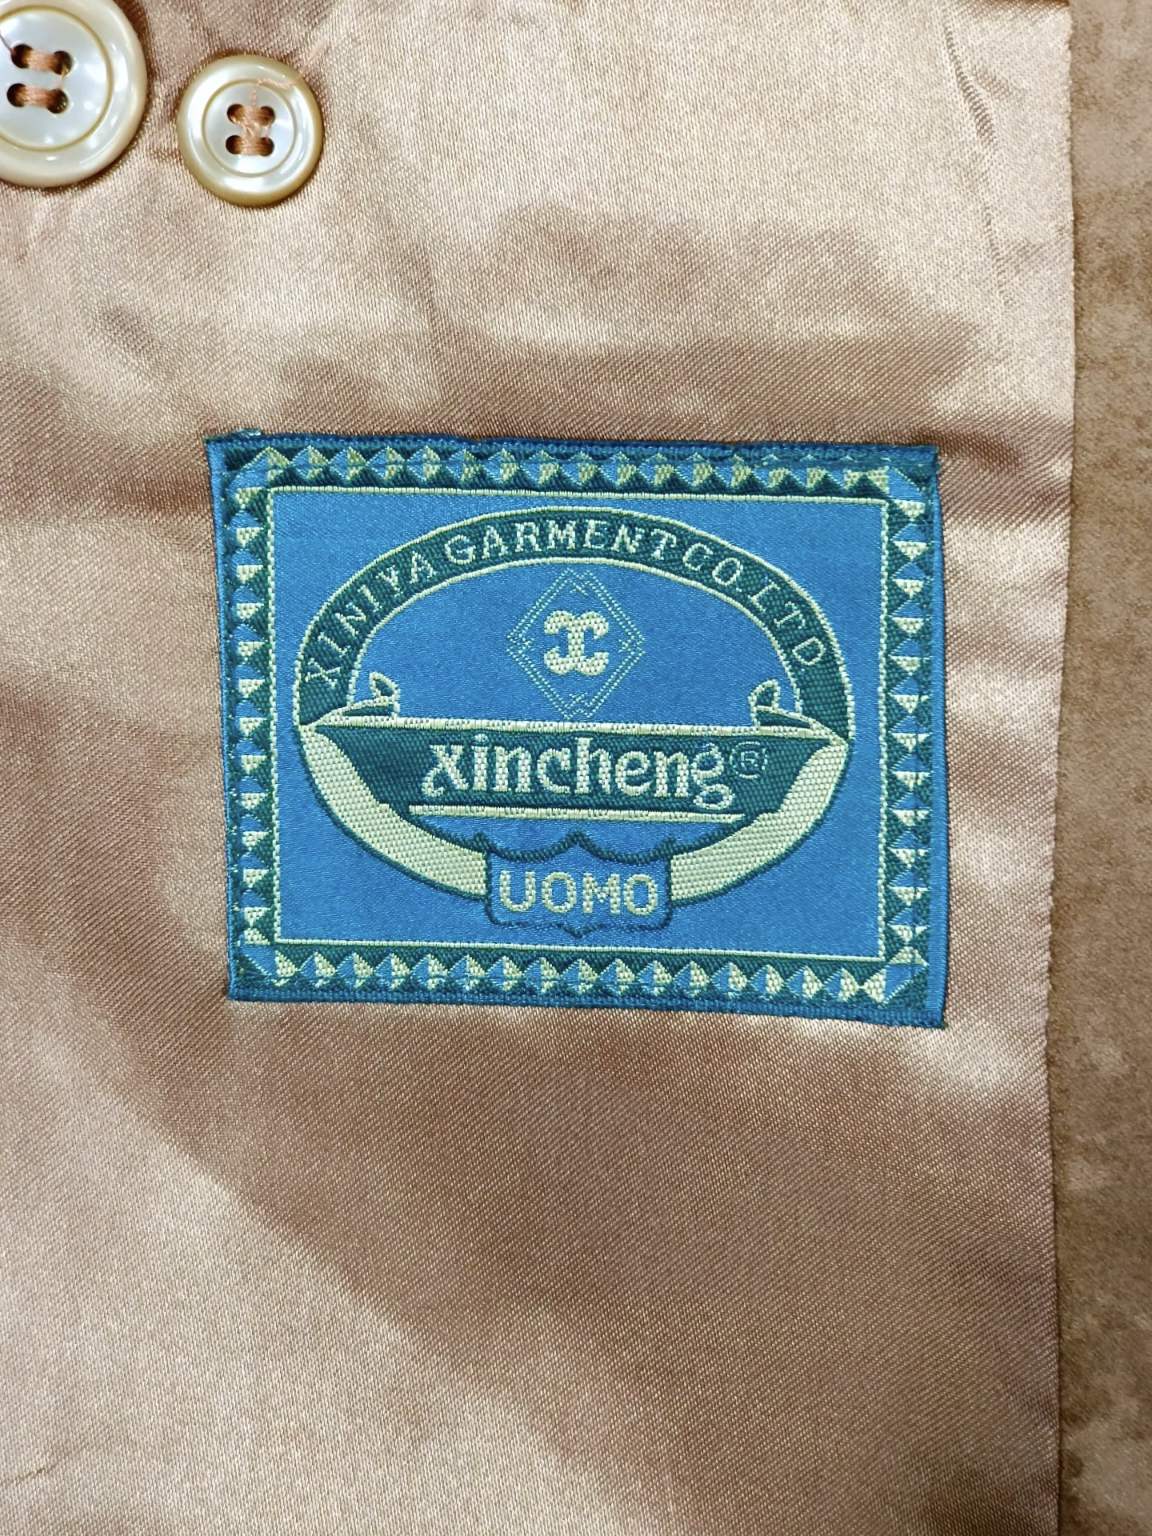 XINIYA GARMENT CO. LTD
xincheng®
UOMO